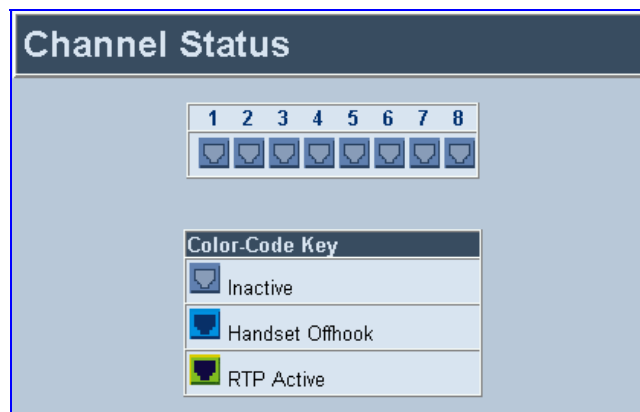 Channel Status
1 2 3 4 5 6 7 8
Color-Code Key
Inactive
Handset Offhook
RTP Active